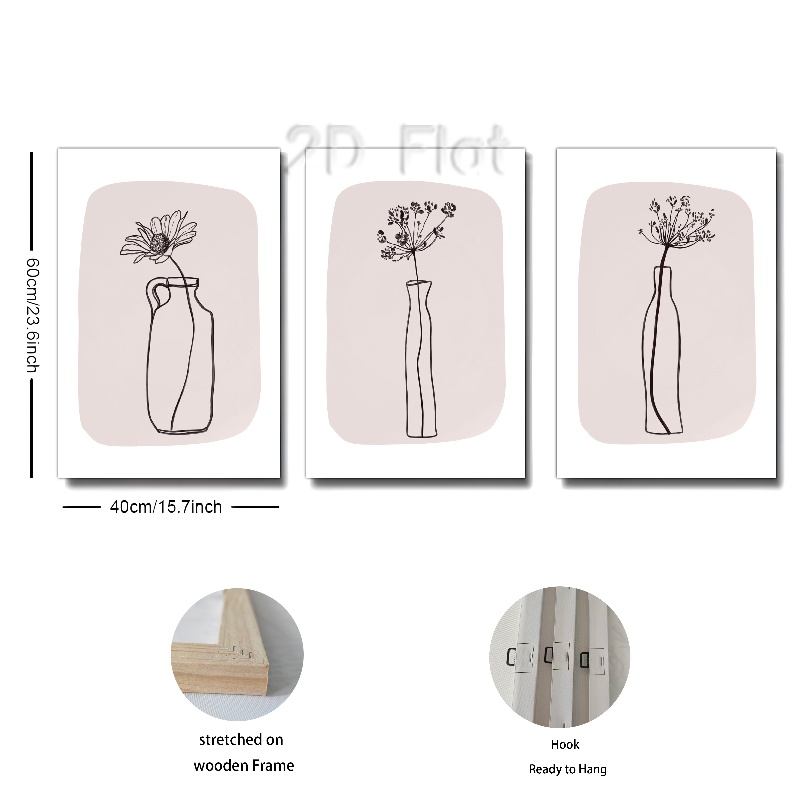 2D Flat
60cm/23.6inch
40cm/15.7inch
stretched on
wooden Frame
Hook
Ready to Hang